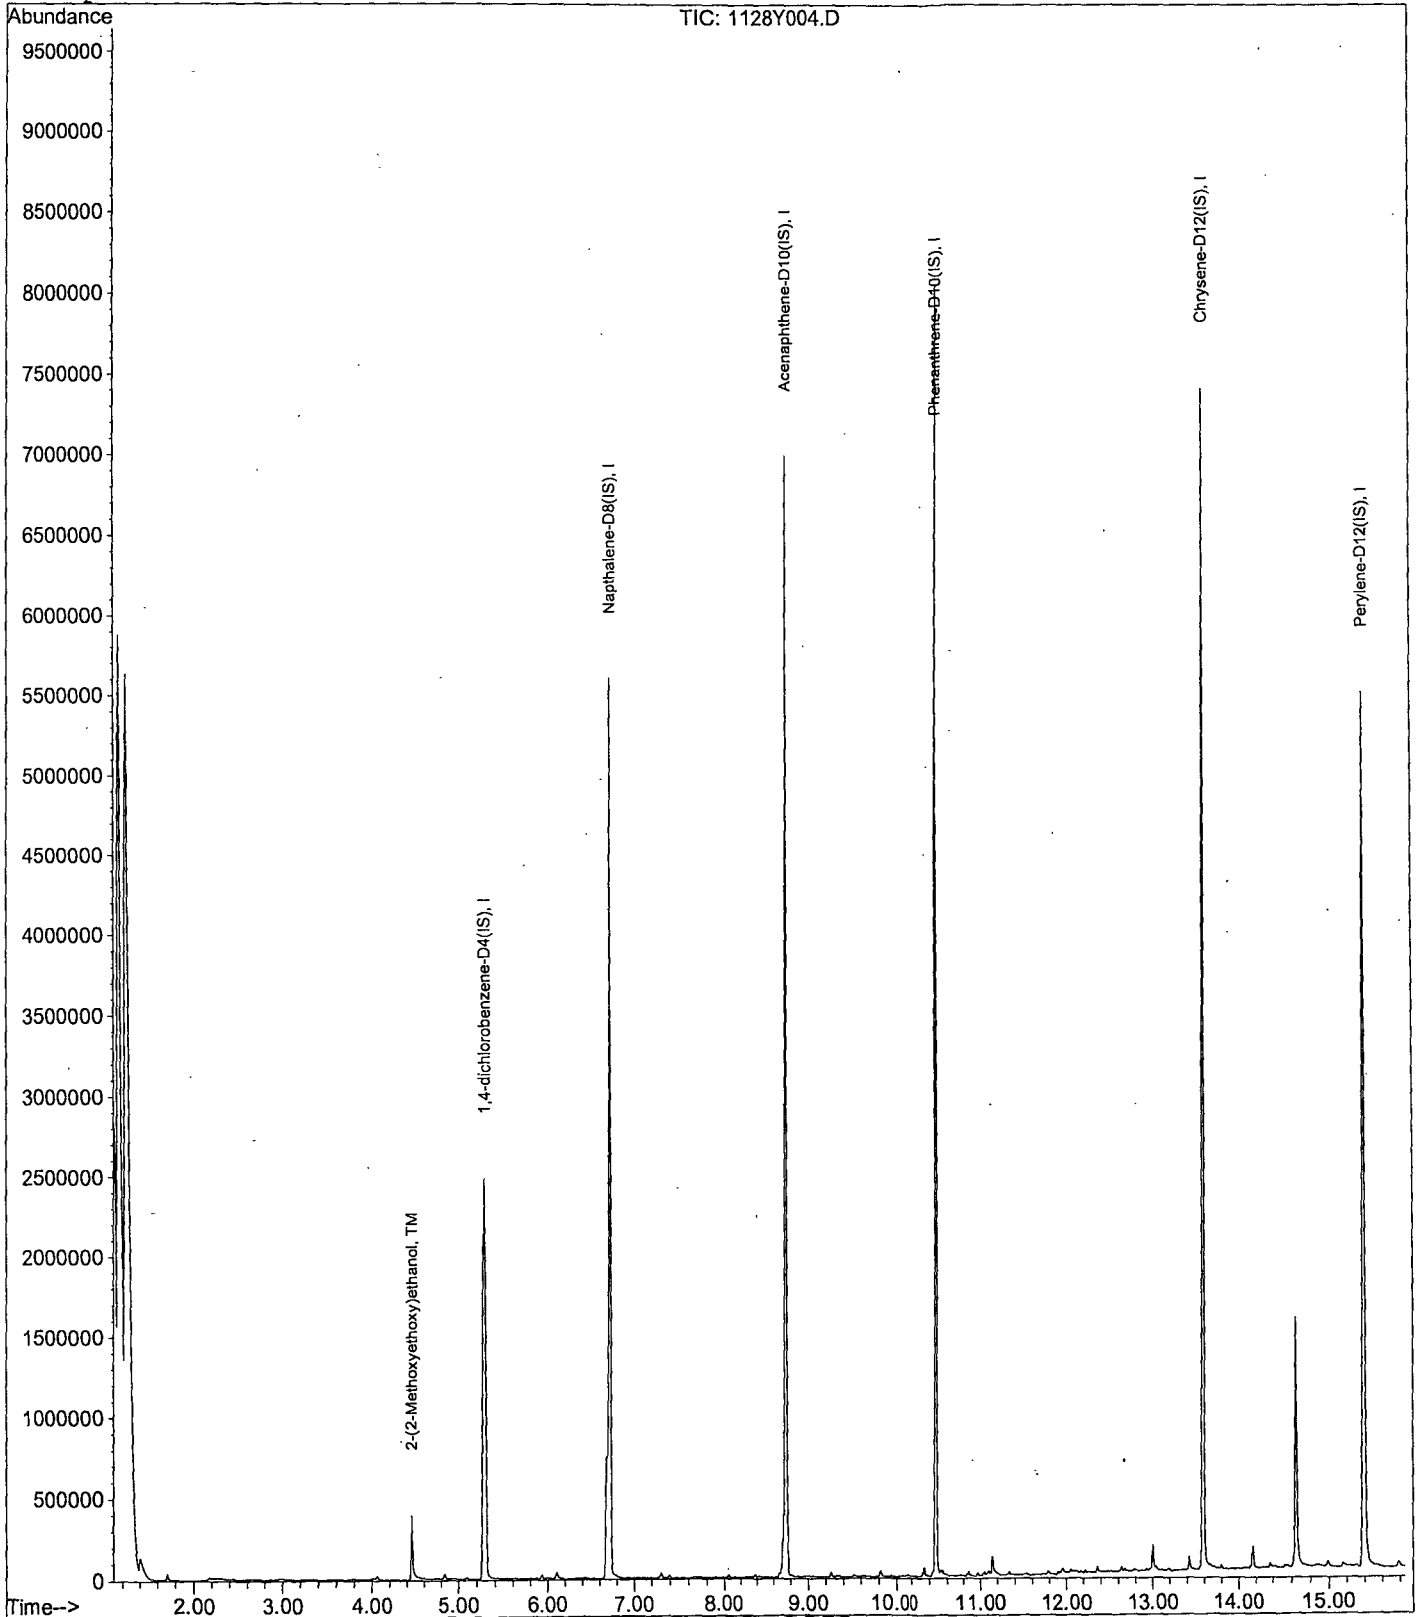 Abundance
TIC: 1128Y004.D
9500000
9000000
8500000
8000000
7500000
7000000
6500000
6000000
5500000
5000000
4500000
4000000
3500000
3000000
2500000
2000000
1500000
1000000
500000
0
2-(2-Methoxyethoxy)ethanol, TM
1,4-dichlorobenzene-D4(IS), I
Napthalene-D8(IS), I
Acenaphthene-D10(IS), I
Phenanthrene-D10(IS), I
Chrysene-D12(IS), I
Perylene-D12(IS), I
Time--> 2.00 3.00 4.00 5.00 6.00 7.00 8.00 9.00 10.00 11.00 12.00 13.00 14.00 15.00